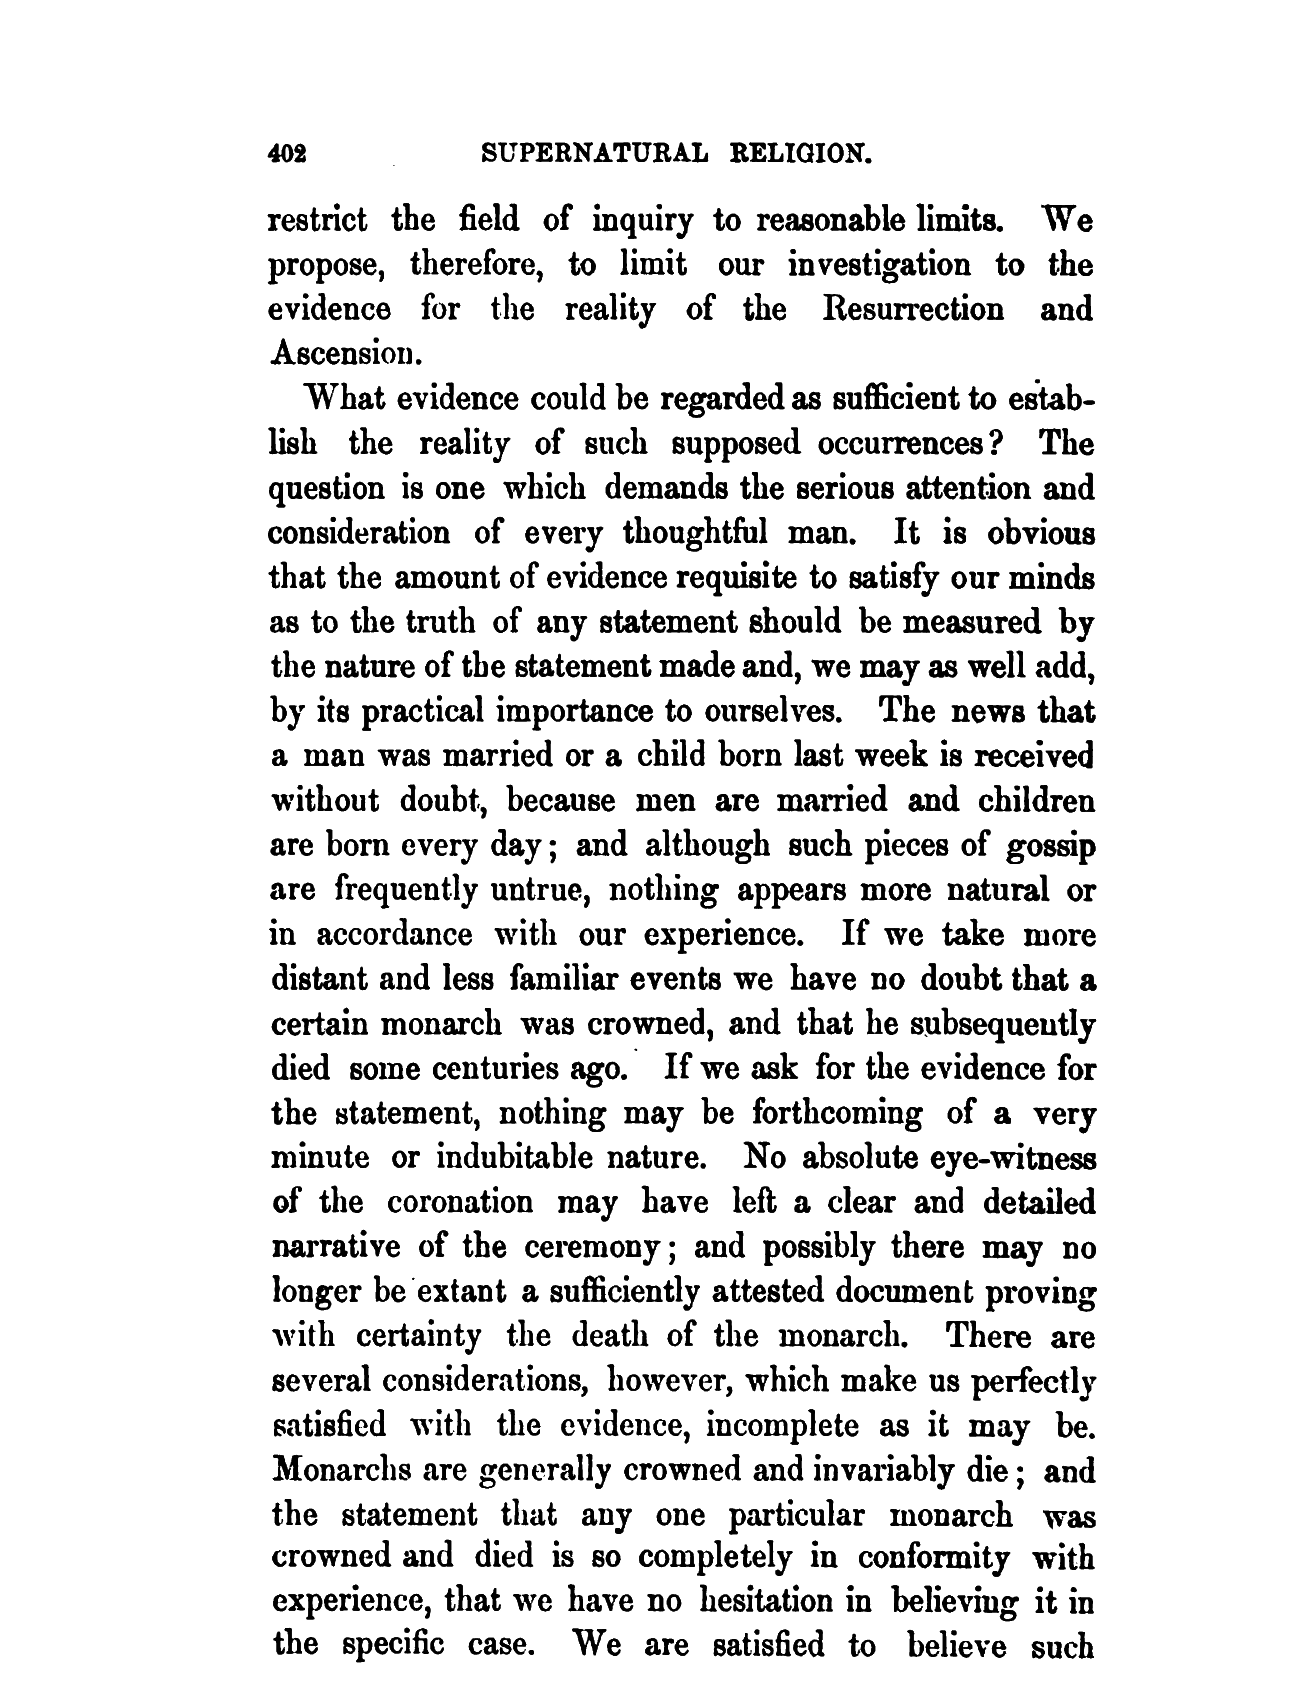 402 SUPERNATURAL RELIGION.
restrict the field of inquiry to reasonable limits. We
propose, therefore, to limit our investigation to the
evidence for the reality of the Resurrection and
Ascension.
What evidence could be regarded as sufficient to estab-
lish the reality of such supposed occurrences? The
question is one which demands the serious attention and
consideration of every thoughtful man. It is obvious
that the amount of evidence requisite to satisfy our minds
as to the truth of any statement should be measured by
the nature of the statement made and, we may as well add,
by its practical importance to ourselves. The news that
a man was married or a child born last week is received
without doubt, because men are married and children
are born every day; and although such pieces of gossip
are frequently untrue, nothing appears more natural or
in accordance with our experience. If we take more
distant and less familiar events we have no doubt that a
certain monarch was crowned, and that he subsequently
died some centuries ago. If we ask for the evidence for
the statement, nothing may be forthcoming of a very
minute or indubitable nature. No absolute eye-witness
of the coronation may have left a clear and detailed
narrative of the ceremony; and possibly there may no
longer be extant a sufficiently attested document proving
with certainty the death of the monarch. There are
several considerations, however, which make us perfectly
satisfied with the evidence, incomplete as it may be.
Monarchs are generally crowned and invariably die; and
the statement that any one particular monarch was
crowned and died is so completely in conformity with
experience, that we have no hesitation in believing it in
the specific case. We are satisfied to believe such